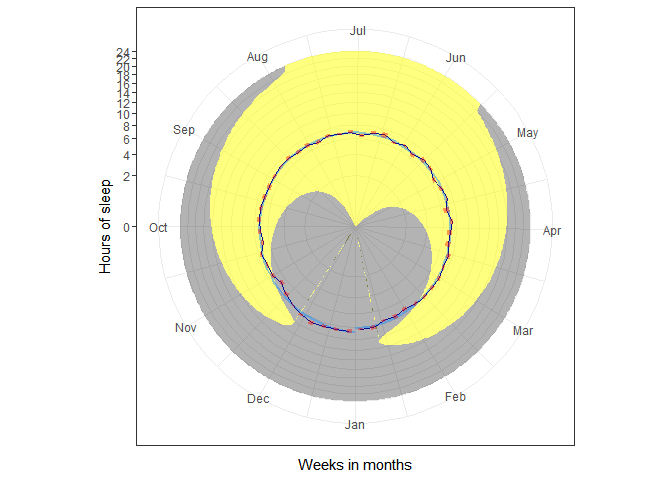 Jul
Aug
Jun
24
22
20
18
16
14
12
10
8
6
4
2
0
Sep
May
Oct
Apr
Hours of sleep
Nov
Mar
Dec
Feb
Jan
Weeks in months